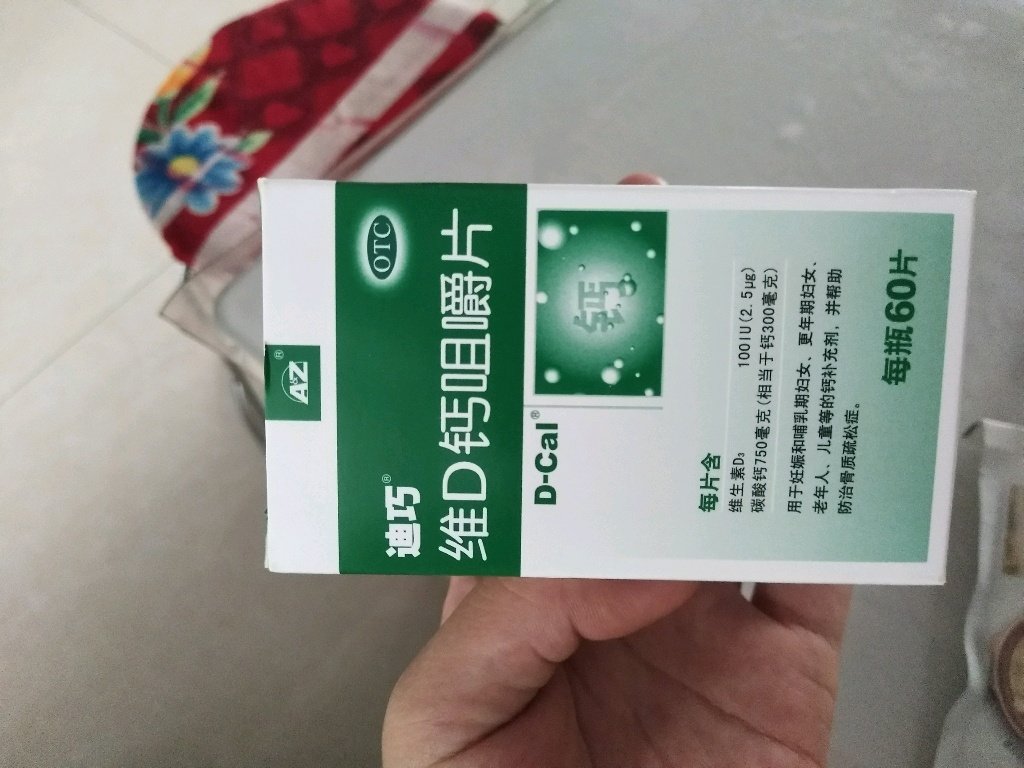 A&Z®
OTC
迪巧®
维D钙咀嚼片
钙
D-Cal®
每片含
维生素D₃ 100IU(2.5μg)
碳酸钙750毫克(相当于钙300毫克)
用于妊娠和哺乳期妇女、更年期妇女、
老年人、儿童等的钙补充剂，并帮助
防治骨质疏松症。
每瓶60片